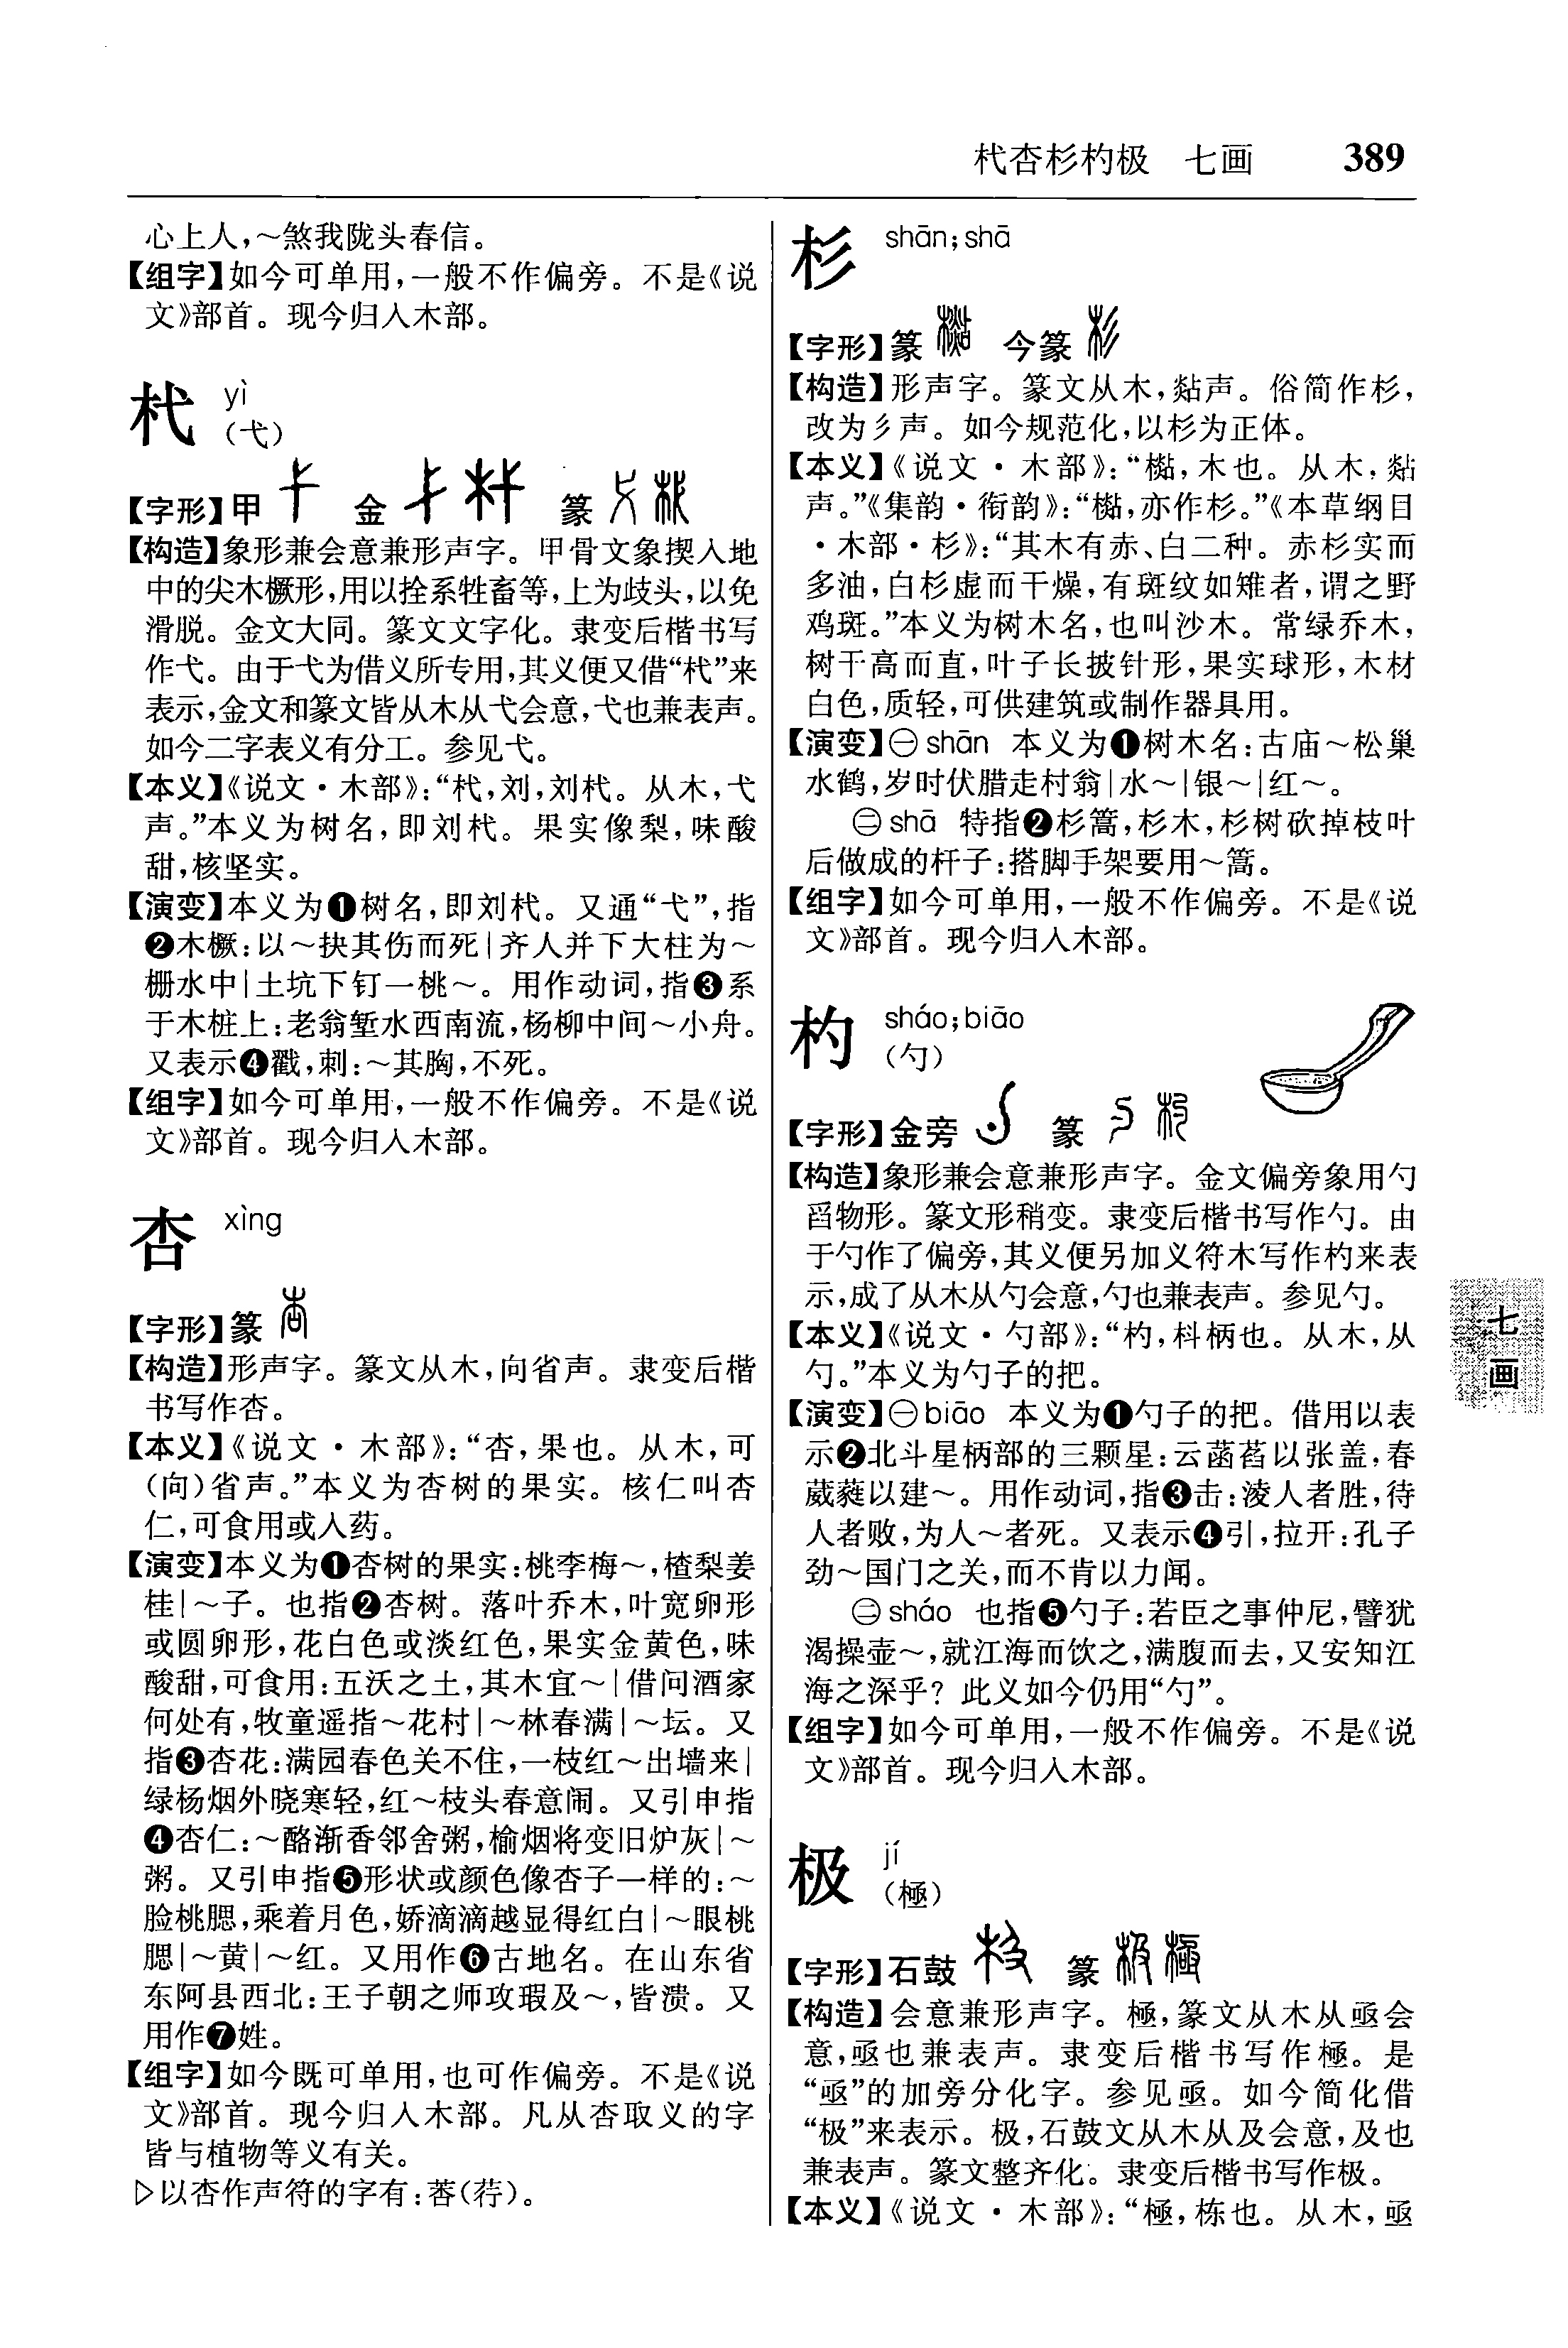 杙杏杉杓极 七画 389
心上人,～煞我陇头春信。
【组字】如今可单用,一般不作偏旁。不是《说
文》部首。现今归入木部。
杙 yì
(弋)
【字形】甲 金 篆
【构造】象形兼会意兼形声字。甲骨文象揳入地
中的尖木橛形,用以拴系牲畜等,上为歧头,以免
滑脱。金文大同。篆文文字化。隶变后楷书写
作弋。由于弋为借义所专用,其义便又借“杙”来
表示,金文和篆文皆从木从弋会意,弋也兼表声。
如今二字表义有分工。参见弋。
【本义】《说文·木部》:“杙,刘,刘杙。从木,弋
声。”本义为树名,即刘杙。果实像梨,味酸
甜,核坚实。
【演变】本义为❶树名,即刘杙。又通“弋”,指
❷木橛:以～抉其伤而死|齐人并下大柱为～
栅水中|土坑下钉一桃～。用作动词,指❸系
于木桩上:老翁堑水西南流,杨柳中间～小舟。
又表示❹戳,刺:～其胸,不死。
【组字】如今可单用,一般不作偏旁。不是《说
文》部首。现今归入木部。
杏 xìng
【字形】篆
【构造】形声字。篆文从木,向省声。隶变后楷
书写作杏。
【本义】《说文·木部》:“杏,果也。从木,可
(向)省声。”本义为杏树的果实。核仁叫杏
仁,可食用或入药。
【演变】本义为❶杏树的果实:桃李梅～,楂梨姜
桂|～子。也指❷杏树。落叶乔木,叶宽卵形
或圆卵形,花白色或淡红色,果实金黄色,味
酸甜,可食用:五沃之土,其木宜～|借问酒家
何处有,牧童遥指～花村|～林春满|～坛。又
指❸杏花:满园春色关不住,一枝红～出墙来|
绿杨烟外晓寒轻,红～枝头春意闹。又引申指
❹杏仁:～酪渐香邻舍粥,榆烟将变旧炉灰|～
粥。又引申指❺形状或颜色像杏子一样的:～
脸桃腮,乘着月色,娇滴滴越显得红白|～眼桃
腮|～黄|～红。又用作❻古地名。在山东省
东阿县西北:王子朝之师攻瑕及～,皆溃。又
用作❼姓。
【组字】如今既可单用,也可作偏旁。不是《说
文》部首。现今归入木部。凡从杏取义的字
皆与植物等义有关。
▷以杏作声符的字有:莕(荇)。
杉 shān;shā
【字形】篆 今篆
【构造】形声字。篆文从木,煔声。俗简作杉,
改为彡声。如今规范化,以杉为正体。
【本义】《说文·木部》:“檆,木也。从木,煔
声。”《集韵·衔韵》:“檆,亦作杉。”《本草纲目
·木部·杉》:“其木有赤、白二种。赤杉实而
多油,白杉虚而干燥,有斑纹如雉者,谓之野
鸡斑。”本义为树木名,也叫沙木。常绿乔木,
树干高而直,叶子长披针形,果实球形,木材
白色,质轻,可供建筑或制作器具用。
【演变】㊀shān 本义为❶树木名:古庙～松巢
水鹤,岁时伏腊走村翁|水～|银～|红～。
㊁shā 特指❷杉篙,杉木,杉树砍掉枝叶
后做成的杆子:搭脚手架要用～篙。
【组字】如今可单用,一般不作偏旁。不是《说
文》部首。现今归入木部。
杓 sháo;biāo
(勺)
【字形】金旁 篆
【构造】象形兼会意兼形声字。金文偏旁象用勺
舀物形。篆文形稍变。隶变后楷书写作勺。由
于勺作了偏旁,其义便另加义符木写作杓来表
示,成了从木从勺会意,勺也兼表声。参见勺。
【本义】《说文·勺部》:“杓,枓柄也。从木,从
勺。”本义为勺子的把。
【演变】㊀biāo 本义为❶勺子的把。借用以表
示❷北斗星柄部的三颗星:云菡萏以张盖,春
葳蕤以建～。用作动词,指❸击:淩人者胜,待
人者败,为人～者死。又表示❹引,拉开:孔子
劲～国门之关,而不肯以力闻。
㊁sháo 也指❺勺子:若臣之事仲尼,譬犹
渴操壶～,就江海而饮之,满腹而去,又安知江
海之深乎?此义如今仍用“勺”。
【组字】如今可单用,一般不作偏旁。不是《说
文》部首。现今归入木部。
极 jí
(極)
【字形】石鼓 篆
【构造】会意兼形声字。極,篆文从木从亟会
意,亟也兼表声。隶变后楷书写作極。是
“亟”的加旁分化字。参见亟。如今简化借
“极”来表示。极,石鼓文从木从及会意,及也
兼表声。篆文整齐化。隶变后楷书写作极。
【本义】《说文·木部》:“極,栋也。从木,亟
七画